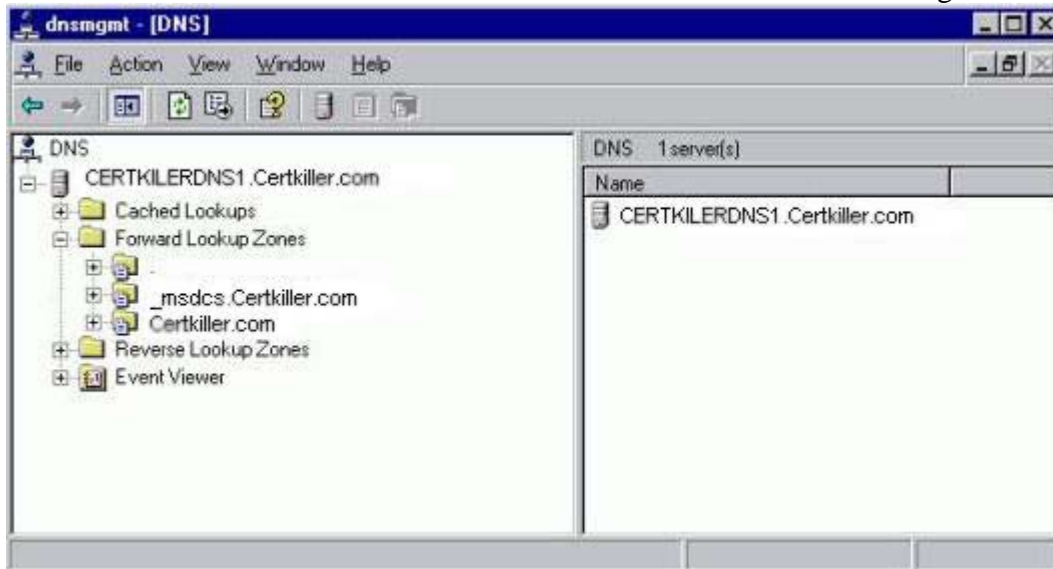 dnsmgmt - [DNS]
File Action View Window Help
DNS
CERTKILERDNS1.Certkiller.com
Cached Lookups
Forward Lookup Zones
.
_msdcs.Certkiller.com
Certkiller.com
Reverse Lookup Zones
Event Viewer
DNS 1 server(s)
Name
CERTKILERDNS1.Certkiller.com